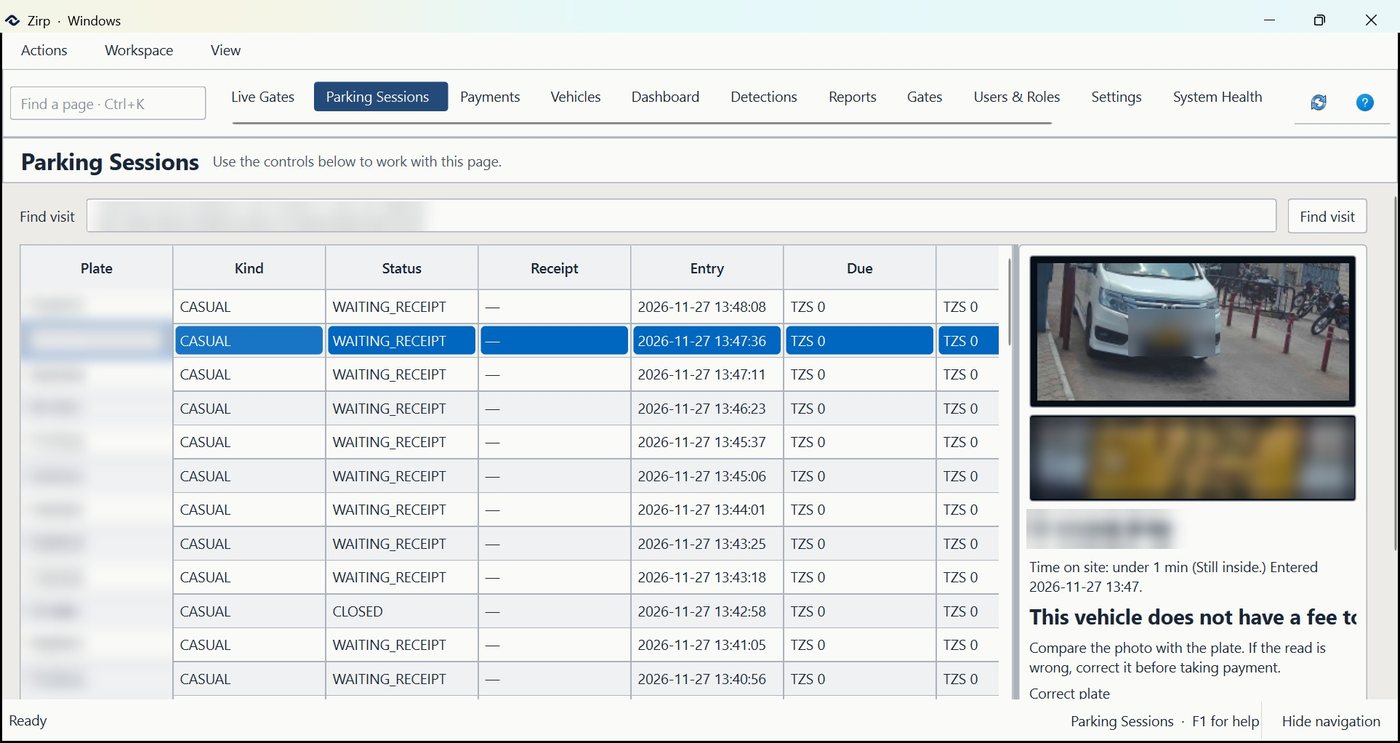 Zirp · Windows
Actions Workspace View
Find a page · Ctrl+K
Live Gates Parking Sessions Payments Vehicles Dashboard Detections Reports Gates Users & Roles Settings System Health
?
Parking Sessions Use the controls below to work with this page.
Find visit Find visit
Plate Kind Status Receipt Entry Due
CASUAL WAITING_RECEIPT — 2026-11-27 13:48:08 TZS 0 TZS 0
CASUAL WAITING_RECEIPT — 2026-11-27 13:47:36 TZS 0 TZS 0
CASUAL WAITING_RECEIPT — 2026-11-27 13:47:11 TZS 0 TZS 0
CASUAL WAITING_RECEIPT — 2026-11-27 13:46:23 TZS 0 TZS 0
CASUAL WAITING_RECEIPT — 2026-11-27 13:45:37 TZS 0 TZS 0
CASUAL WAITING_RECEIPT — 2026-11-27 13:45:06 TZS 0 TZS 0
CASUAL WAITING_RECEIPT — 2026-11-27 13:44:01 TZS 0 TZS 0
CASUAL WAITING_RECEIPT — 2026-11-27 13:43:25 TZS 0 TZS 0
CASUAL WAITING_RECEIPT — 2026-11-27 13:43:18 TZS 0 TZS 0
CASUAL CLOSED — 2026-11-27 13:42:58 TZS 0 TZS 0
CASUAL WAITING_RECEIPT — 2026-11-27 13:41:05 TZS 0 TZS 0
CASUAL WAITING_RECEIPT — 2026-11-27 13:40:56 TZS 0 TZS 0
Time on site: under 1 min (Still inside.) Entered
2026-11-27 13:47.
This vehicle does not have a fee to
Compare the photo with the plate. If the read is
wrong, correct it before taking payment.
Correct plate
Ready Parking Sessions · F1 for help Hide navigation